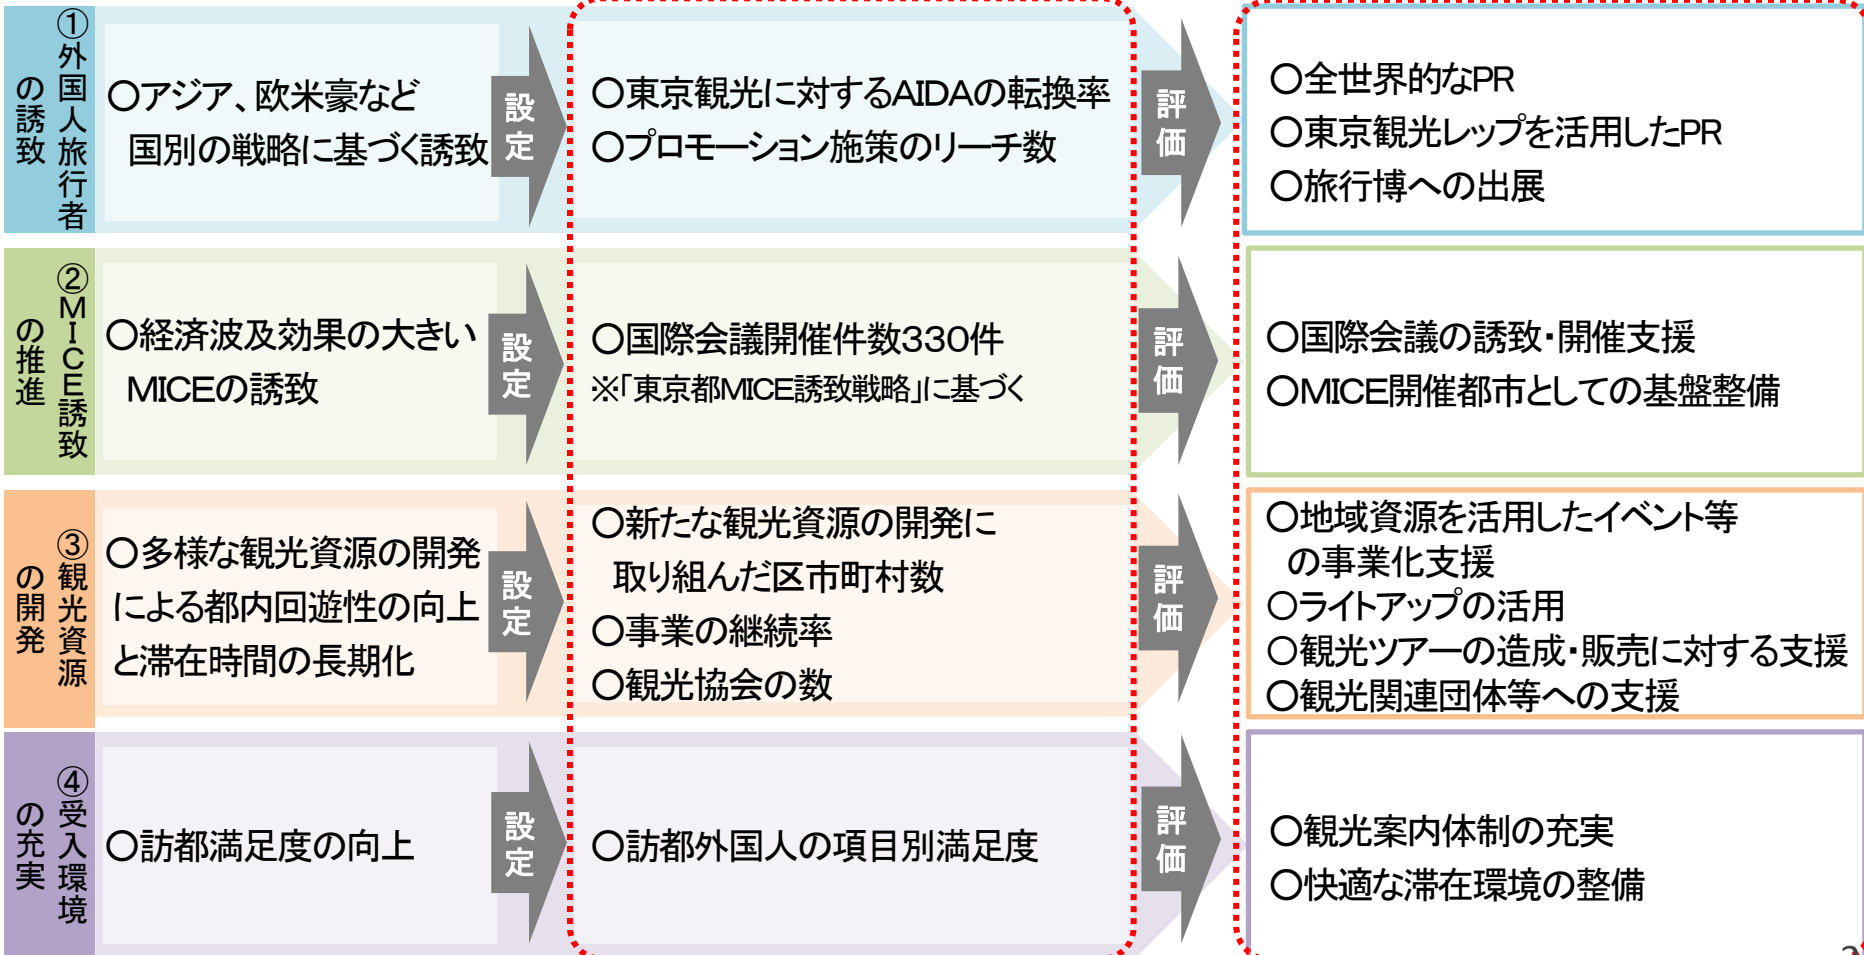 ①外国人旅行者
の誘致
○アジア、欧米豪など
国別の戦略に基づく誘致
設定
○東京観光に対するAIDAの転換率
○プロモーション施策のリーチ数
評価
○全世界的なPR
○東京観光レップを活用したPR
○旅行博への出展
②MICE誘致
の推進
○経済波及効果の大きい
MICEの誘致
設定
○国際会議開催件数330件
※「東京都MICE誘致戦略」に基づく
評価
○国際会議の誘致・開催支援
○MICE開催都市としての基盤整備
③観光資源
の開発
○多様な観光資源の開発
による都内回遊性の向上
と滞在時間の長期化
設定
○新たな観光資源の開発に
取り組んだ区市町村数
○事業の継続率
○観光協会の数
評価
○地域資源を活用したイベント等
の事業化支援
○ライトアップの活用
○観光ツアーの造成・販売に対する支援
○観光関連団体等への支援
④受入環境
の充実
○訪都満足度の向上
設定
○訪都外国人の項目別満足度
評価
○観光案内体制の充実
○快適な滞在環境の整備